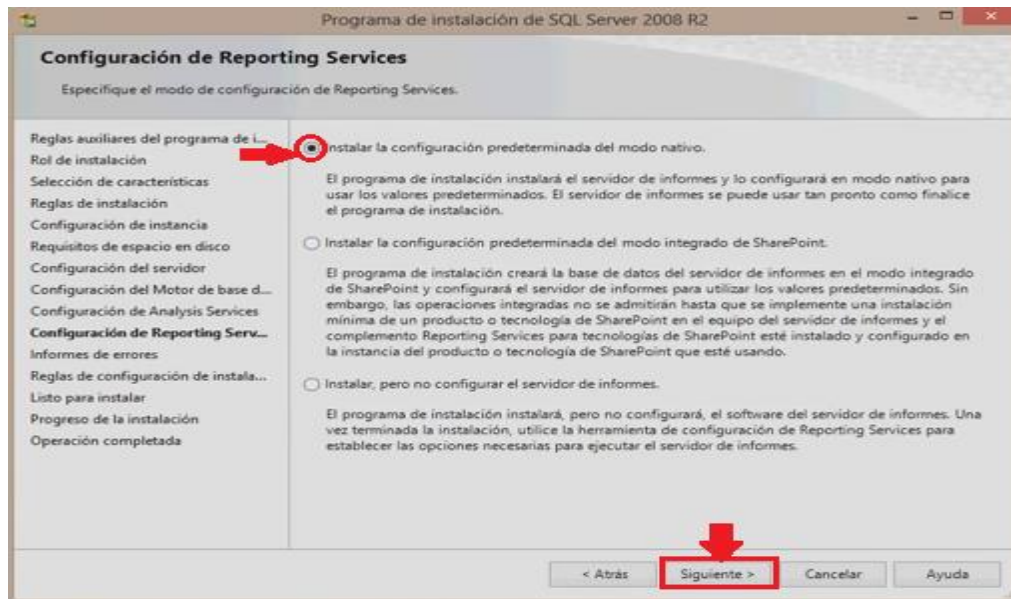 Programa de instalación de SQL Server 2008 R2
Configuración de Reporting Services
Especifique el modo de configuración de Reporting Services.
Reglas auxiliares del programa de i...
Rol de instalación
Selección de características
Reglas de instalación
Configuración de instancia
Requisitos de espacio en disco
Configuración del servidor
Configuración del Motor de base d...
Configuración de Analysis Services
Configuración de Reporting Serv...
Informes de errores
Reglas de configuración de instala...
Listo para instalar
Progreso de la instalación
Operación completada
Instalar la configuración predeterminada del modo nativo.
El programa de instalación instalará el servidor de informes y lo configurará en modo nativo para
usar los valores predeterminados. El servidor de informes se puede usar tan pronto como finalice
el programa de instalación.
Instalar la configuración predeterminada del modo integrado de SharePoint.
El programa de instalación creará la base de datos del servidor de informes en el modo integrado
de SharePoint y configurará el servidor de informes para utilizar los valores predeterminados. Sin
embargo, las operaciones integradas no se admitirán hasta que se implemente una instalación
mínima de un producto o tecnología de SharePoint en el equipo del servidor de informes y el
complemento Reporting Services para tecnologías de SharePoint esté instalado y configurado en
la instancia del producto o tecnología de SharePoint que esté usando.
Instalar, pero no configurar el servidor de informes.
El programa de instalación instalará, pero no configurará, el software del servidor de informes. Una
vez terminada la instalación, utilice la herramienta de configuración de Reporting Services para
establecer las opciones necesarias para ejecutar el servidor de informes.
< Atrás
Siguiente >
Cancelar
Ayuda